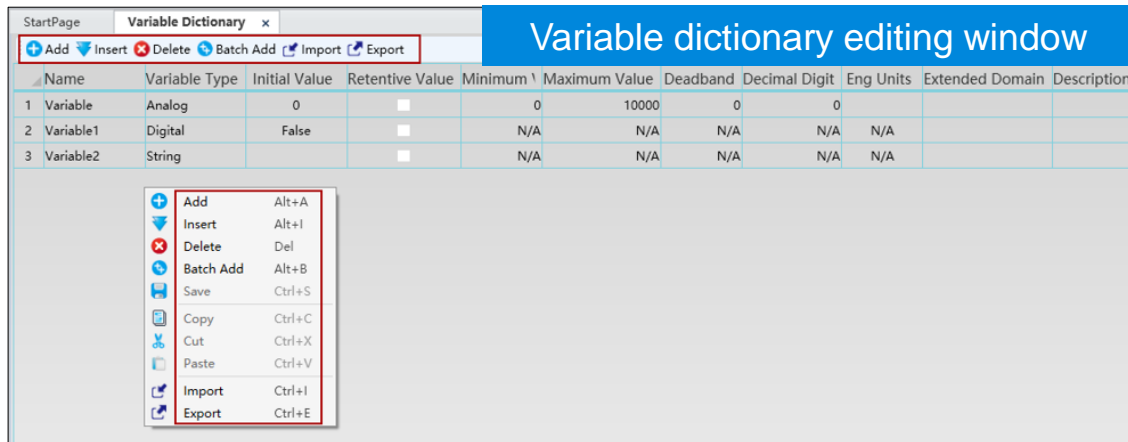 StartPage Variable Dictionary x
Variable dictionary editing window
Add Insert Delete Batch Add Import Export
Name Variable Type Initial Value Retentive Value Minimum V Maximum Value Deadband Decimal Digit Eng Units Extended Domain Description
1 Variable Analog 0 0 10000 0 0
2 Variable1 Digital False N/A N/A N/A N/A N/A
3 Variable2 String N/A N/A N/A N/A N/A
Add Alt+A
Insert Alt+I
Delete Del
Batch Add Alt+B
Save Ctrl+S
Copy Ctrl+C
Cut Ctrl+X
Paste Ctrl+V
Import Ctrl+I
Export Ctrl+E